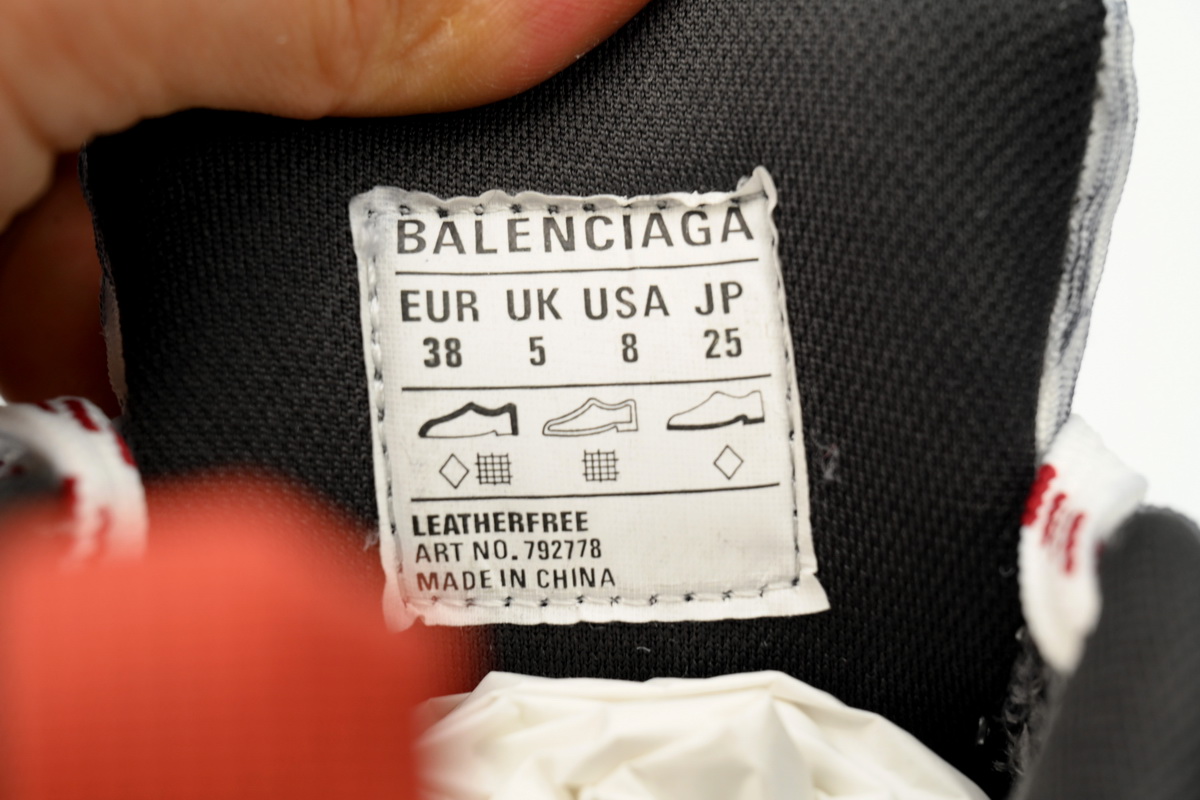 BALENCIAGA
EUR UK USA JP
38 5 8 25
LEATHERFREE
ART NO. 792778
MADE IN CHINA